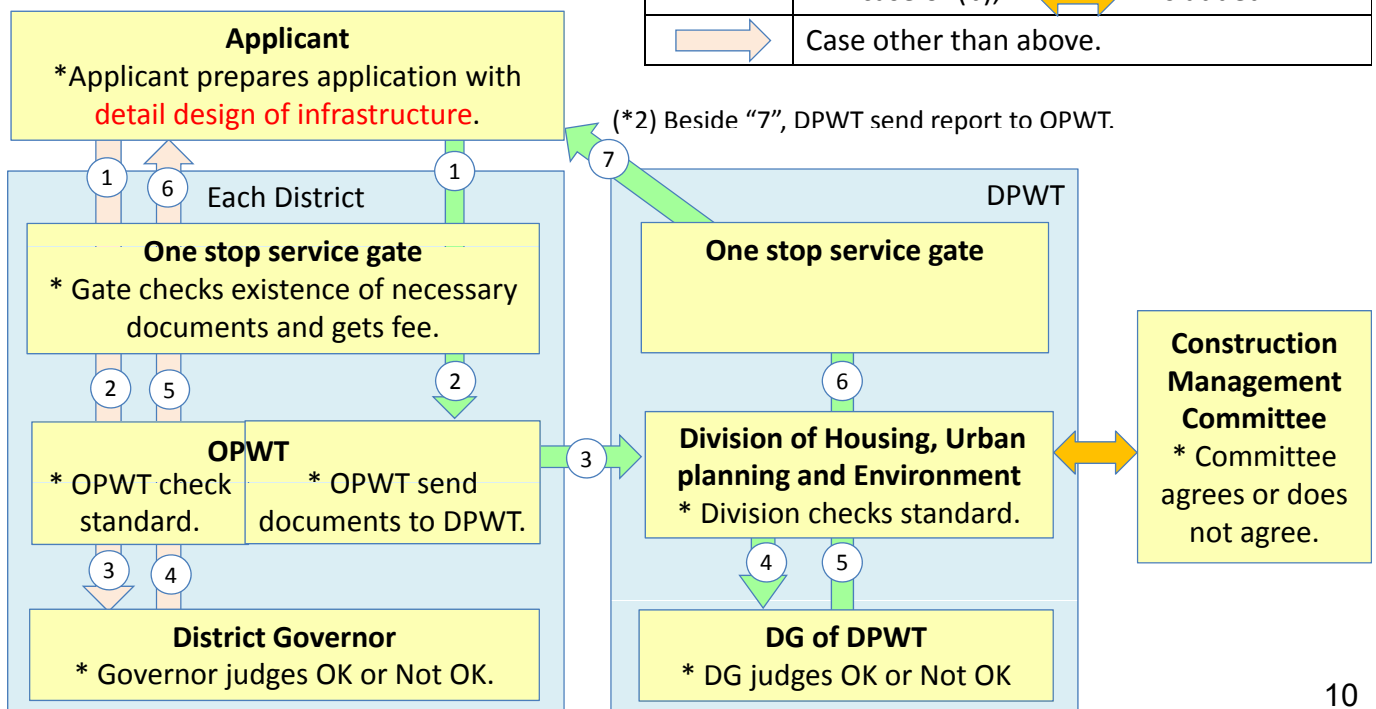 Case other than above.
Applicant
*Applicant prepares application with
detail design of infrastructure.
(*2) Beside “7”, DPWT send report to OPWT.
1
6
1
7
Each District
DPWT
One stop service gate
* Gate checks existence of necessary
documents and gets fee.
One stop service gate
2
5
2
6
OPWT
* OPWT check
standard.
* OPWT send
documents to DPWT.
3
Division of Housing, Urban
planning and Environment
* Division checks standard.
Construction
Management
Committee
* Committee
agrees or does
not agree.
3
4
4
5
District Governor
* Governor judges OK or Not OK.
DG of DPWT
* DG judges OK or Not OK
10